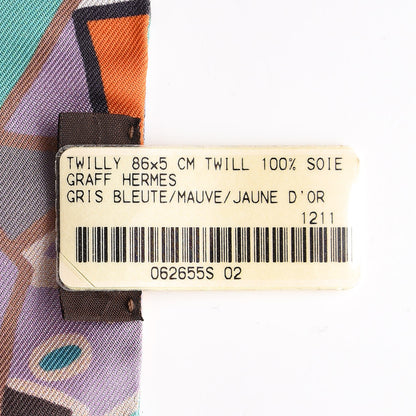 TWILLY 86x5 CM TWILL 100% SOIE
GRAFF HERMES
GRIS BLEUTE/MAUVE/JAUNE D'OR
1211
062655S 02